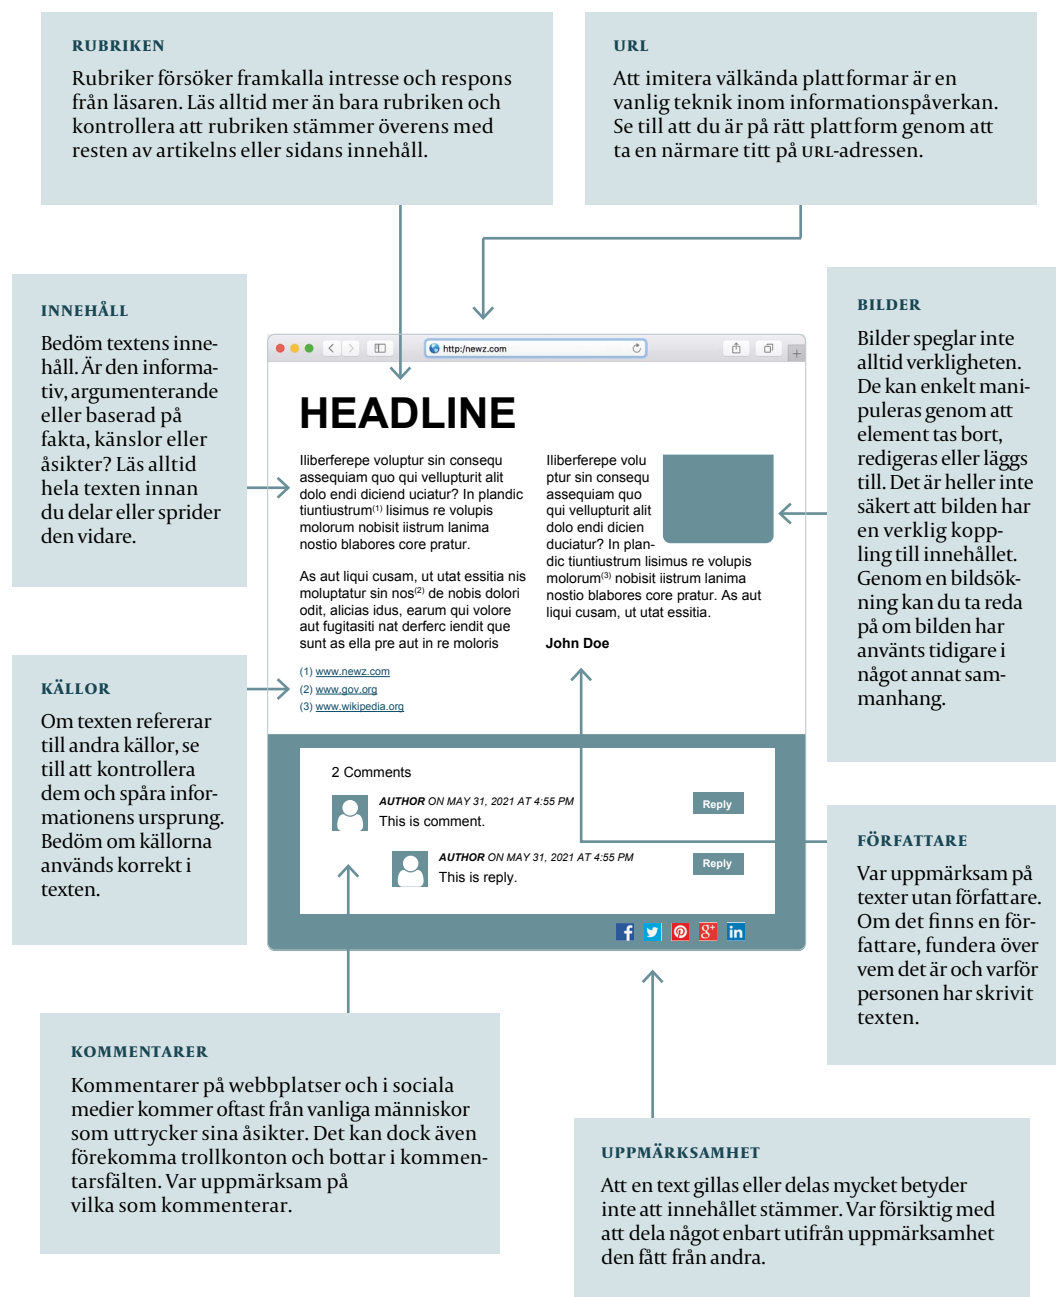 RUBRIKEN
Rubriker försöker framkalla intresse och respons
från läsaren. Läs alltid mer än bara rubriken och
kontrollera att rubriken stämmer överens med
resten av artikelns eller sidans innehåll.
URL
Att imitera välkända plattformar är en
vanlig teknik inom informationspåverkan.
Se till att du är på rätt plattform genom att
ta en närmare titt på URL-adressen.
INNEHÅLL
Bedöm textens inne-
håll. Är den informa-
tiv, argumenterande
eller baserad på
fakta, känslor eller
åsikter? Läs alltid
hela texten innan
du delar eller sprider
den vidare.
BILDER
Bilder speglar inte
alltid verkligheten.
De kan enkelt mani-
puleras genom att
element tas bort,
redigeras eller läggs
till. Det är heller inte
säkert att bilden har
en verklig kopp-
ling till innehållet.
Genom en bildsök-
ning kan du ta reda
på om bilden har
använts tidigare i
något annat sam-
manhang.
http:/newz.com
HEADLINE
Iliberferepe voluptur sin consequ
assequiam quo qui vellupturit alit
dolo endi diciend uciatur? In plandic
tiuntiustrum(1) lisimus re volupis
molorum nobisit iistrum lanima
nostio blabores core pratur.
As aut liqui cusam, ut utat essitia nis
moluptatur sin nos(2) de nobis dolori
odit, alicias idus, earum qui volore
aut fugitasiti nat derferc iendit que
sunt as ella pre aut in re moloris
Iliberferepe volu
ptur sin consequ
assequiam quo
qui vellupturit alit
dolo endi dicien
duciatur? In plan-
dic tiuntiustrum lisimus re volupis
molorum(3) nobisit iistrum lanima
nostio blabores core pratur. As aut
liqui cusam, ut utat essitia.
John Doe
(1) www.newz.com
(2) www.gov.org
(3) www.wikipedia.org
KÄLLOR
Om texten refererar
till andra källor, se
till att kontrollera
dem och spåra infor-
mationens ursprung.
Bedöm om källorna
används korrekt i
texten.
2 Comments
AUTHOR ON MAY 31, 2021 AT 4:55 PM
This is comment.
Reply
AUTHOR ON MAY 31, 2021 AT 4:55 PM
This is reply.
Reply
FÖRFATTARE
Var uppmärksam på
texter utan författare.
Om det finns en för-
fattare, fundera över
vem det är och varför
personen har skrivit
texten.
KOMMENTARER
Kommentarer på webbplatser och i sociala
medier kommer oftast från vanliga människor
som uttrycker sina åsikter. Det kan dock även
förekomma trollkonton och bottar i kommen-
tarsfälten. Var uppmärksam på
vilka som kommenterar.
UPPMÄRKSAMHET
Att en text gillas eller delas mycket betyder
inte att innehållet stämmer. Var försiktig med
att dela något enbart utifrån uppmärksamhet
den fått från andra.